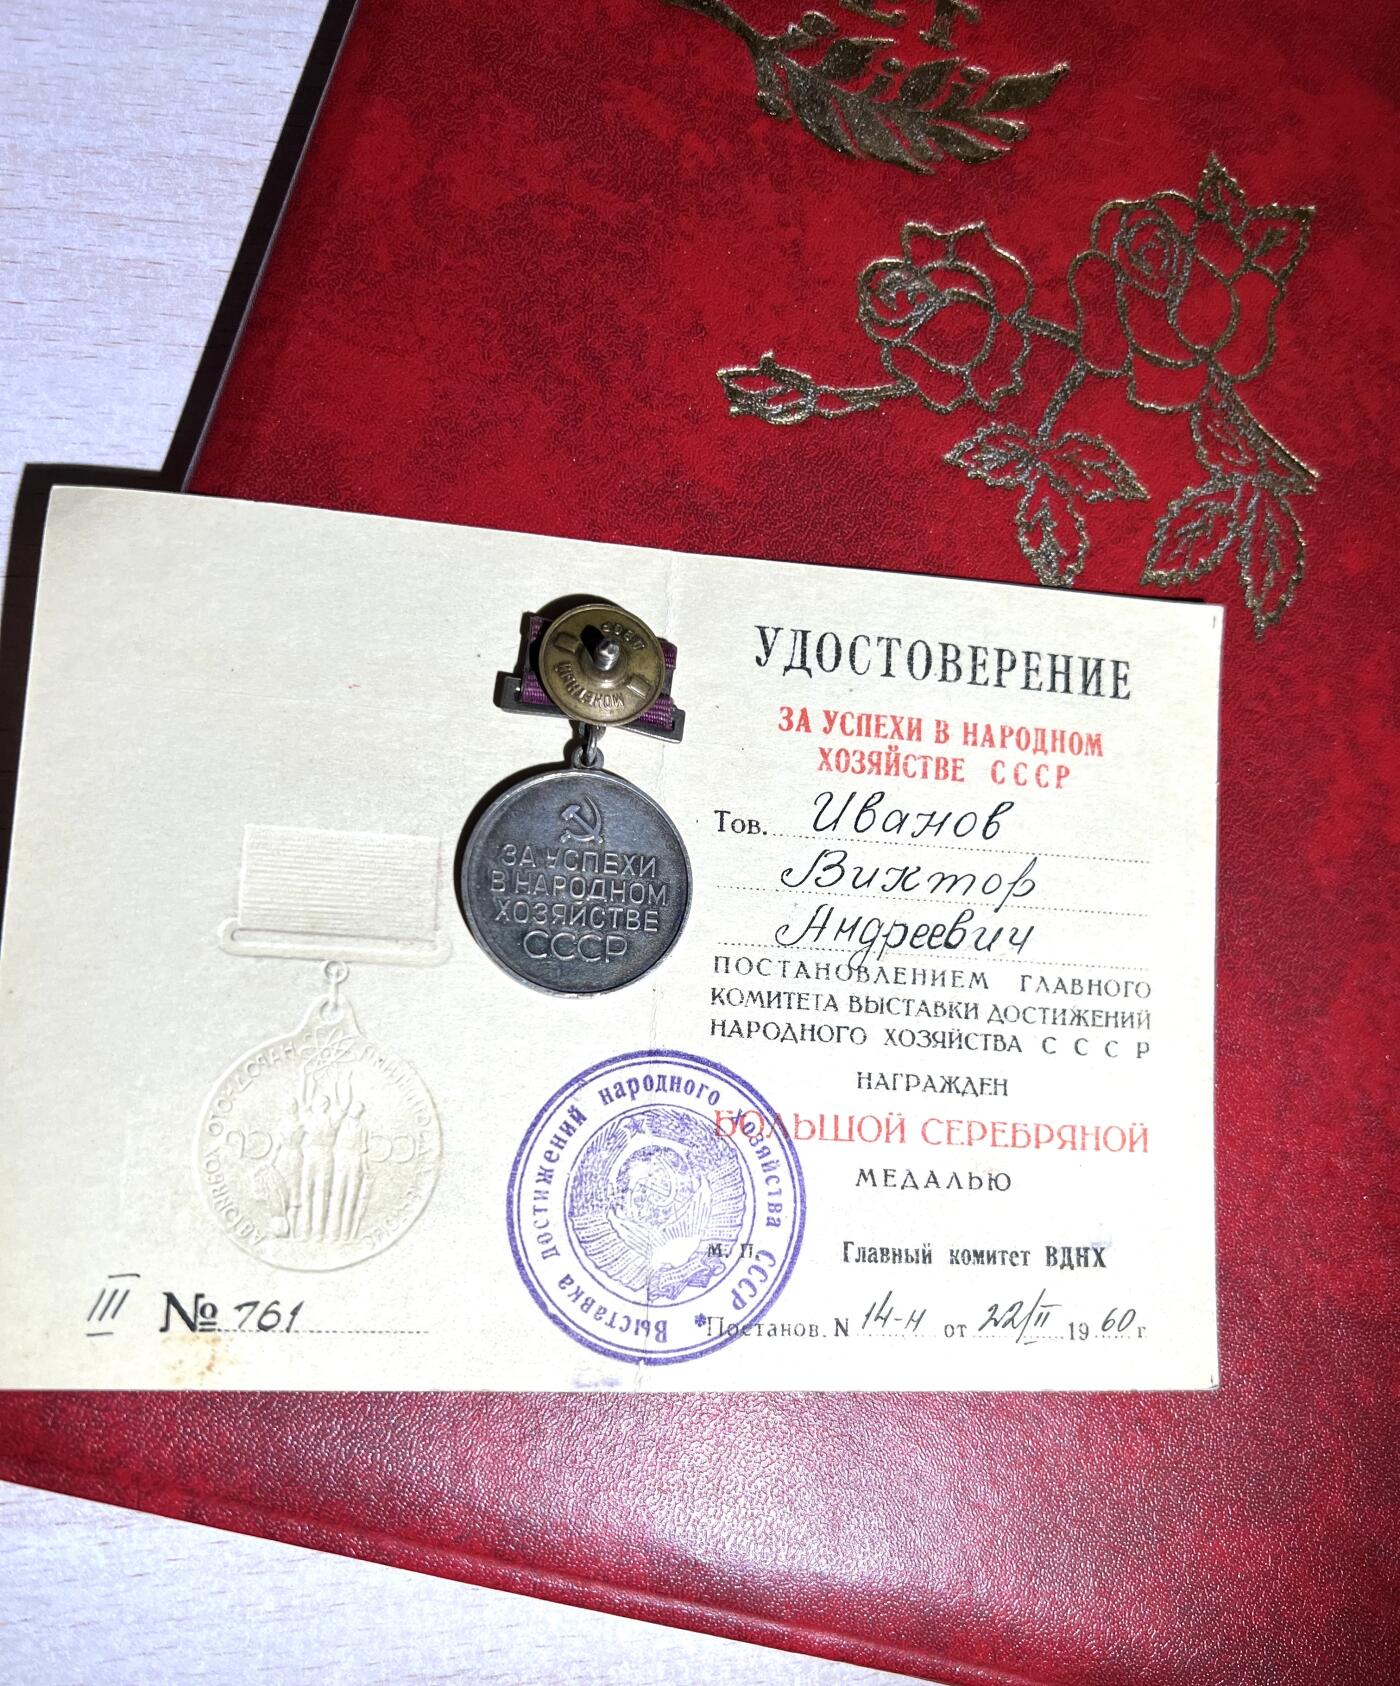 МОНЕТНЫЙ
ДВОР
ЗА УСПЕХИ
В НАРОДНОМ
ХОЗЯЙСТВЕ
СССР
III № 761
УДОСТОВЕРЕНИЕ
ЗА УСПЕХИ В НАРОДНОМ
ХОЗЯЙСТВЕ СССР
Тов. Иванов
Виктор
Андреевич
ПОСТАНОВЛЕНИЕМ ГЛАВНОГО
КОМИТЕТА ВЫСТАВКИ ДОСТИЖЕНИЙ
НАРОДНОГО ХОЗЯЙСТВА С С С Р
НАГРАЖДЕН
БОЛЬШОЙ СЕРЕБРЯНОЙ
МЕДАЛЬЮ
М. П. Главный комитет ВДНХ
Постанов. N 14-н от 22/II 1960 г
Выставка достижений народного хозяйства СССР *